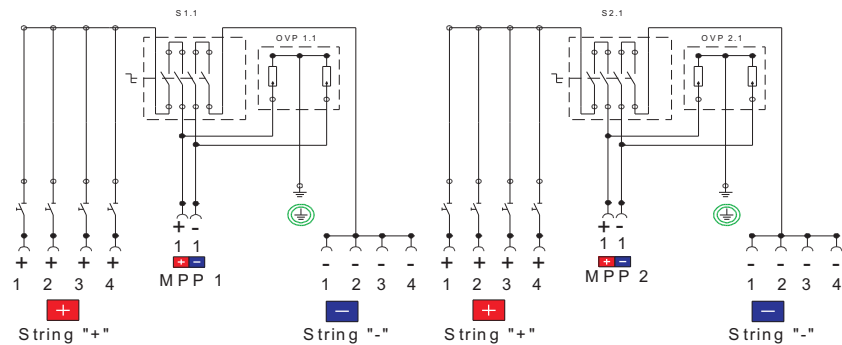 S1.1 S2.1
OVP 1.1 OVP 2.1
+ - + -
1 1 1 1
+ + + + + - - - - - + + + + + - - - - -
MPP 1 MPP 2
1 2 3 4 1 2 3 4 1 2 3 4 1 2 3 4
+ - + -
String "+" String "-" String "+" String "-"